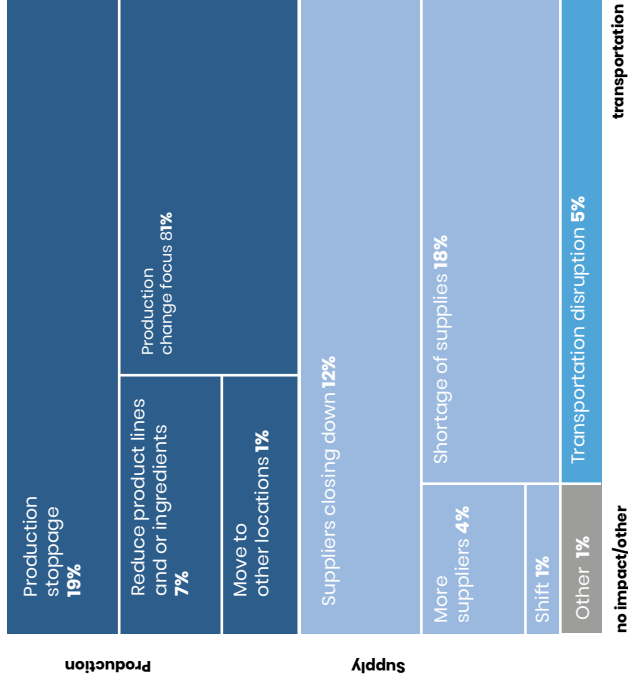 Production
Production
stoppage
19%
Reduce product lines
and or ingredients
7%
Production
change focus 81%
Move to
other locations 1%
Supply
Suppliers closing down 12%
More
suppliers 4%
Shortage of supplies 18%
Shift 1%
Other 1%
Transportation disruption 5%
no impact/other
transportation